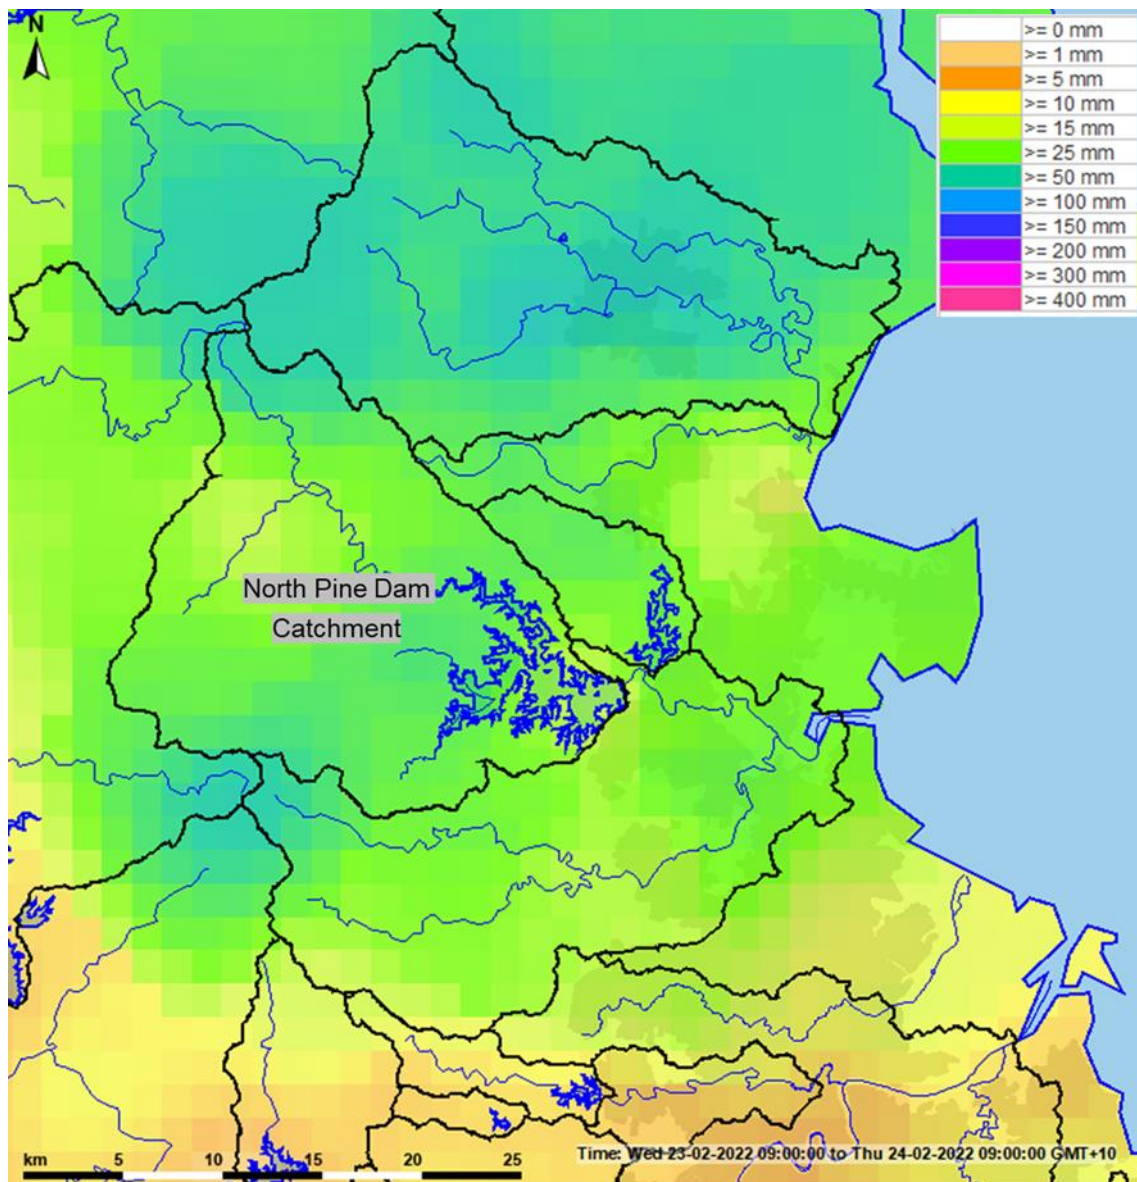 N
>= 0 mm
>= 1 mm
>= 5 mm
>= 10 mm
>= 15 mm
>= 25 mm
>= 50 mm
>= 100 mm
>= 150 mm
>= 200 mm
>= 300 mm
>= 400 mm
North Pine Dam
Catchment
km 5 10 15 20 25
Time: Wed 23-02-2022 09:00:00 to Thu 24-02-2022 09:00:00 GMT+10